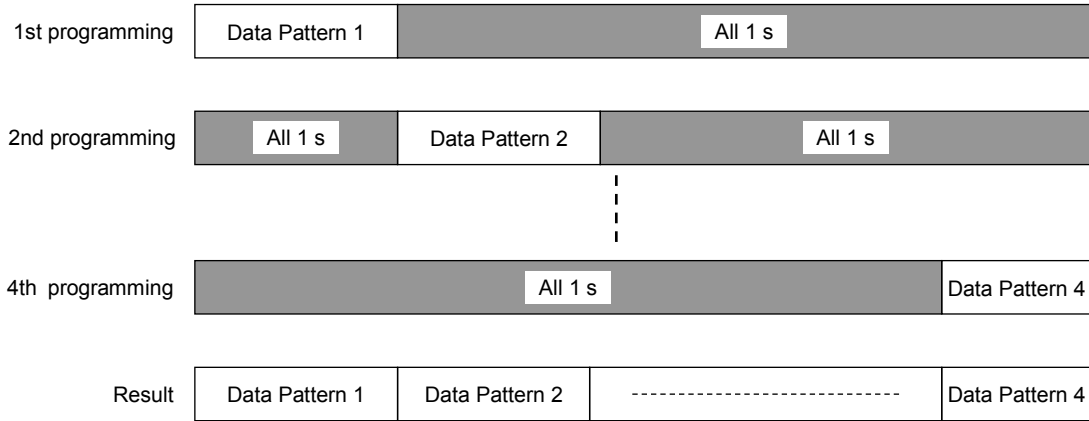 1st programming Data Pattern 1 All 1 s
2nd programming All 1 s Data Pattern 2 All 1 s
4th programming All 1 s Data Pattern 4
Result Data Pattern 1 Data Pattern 2 Data Pattern 4